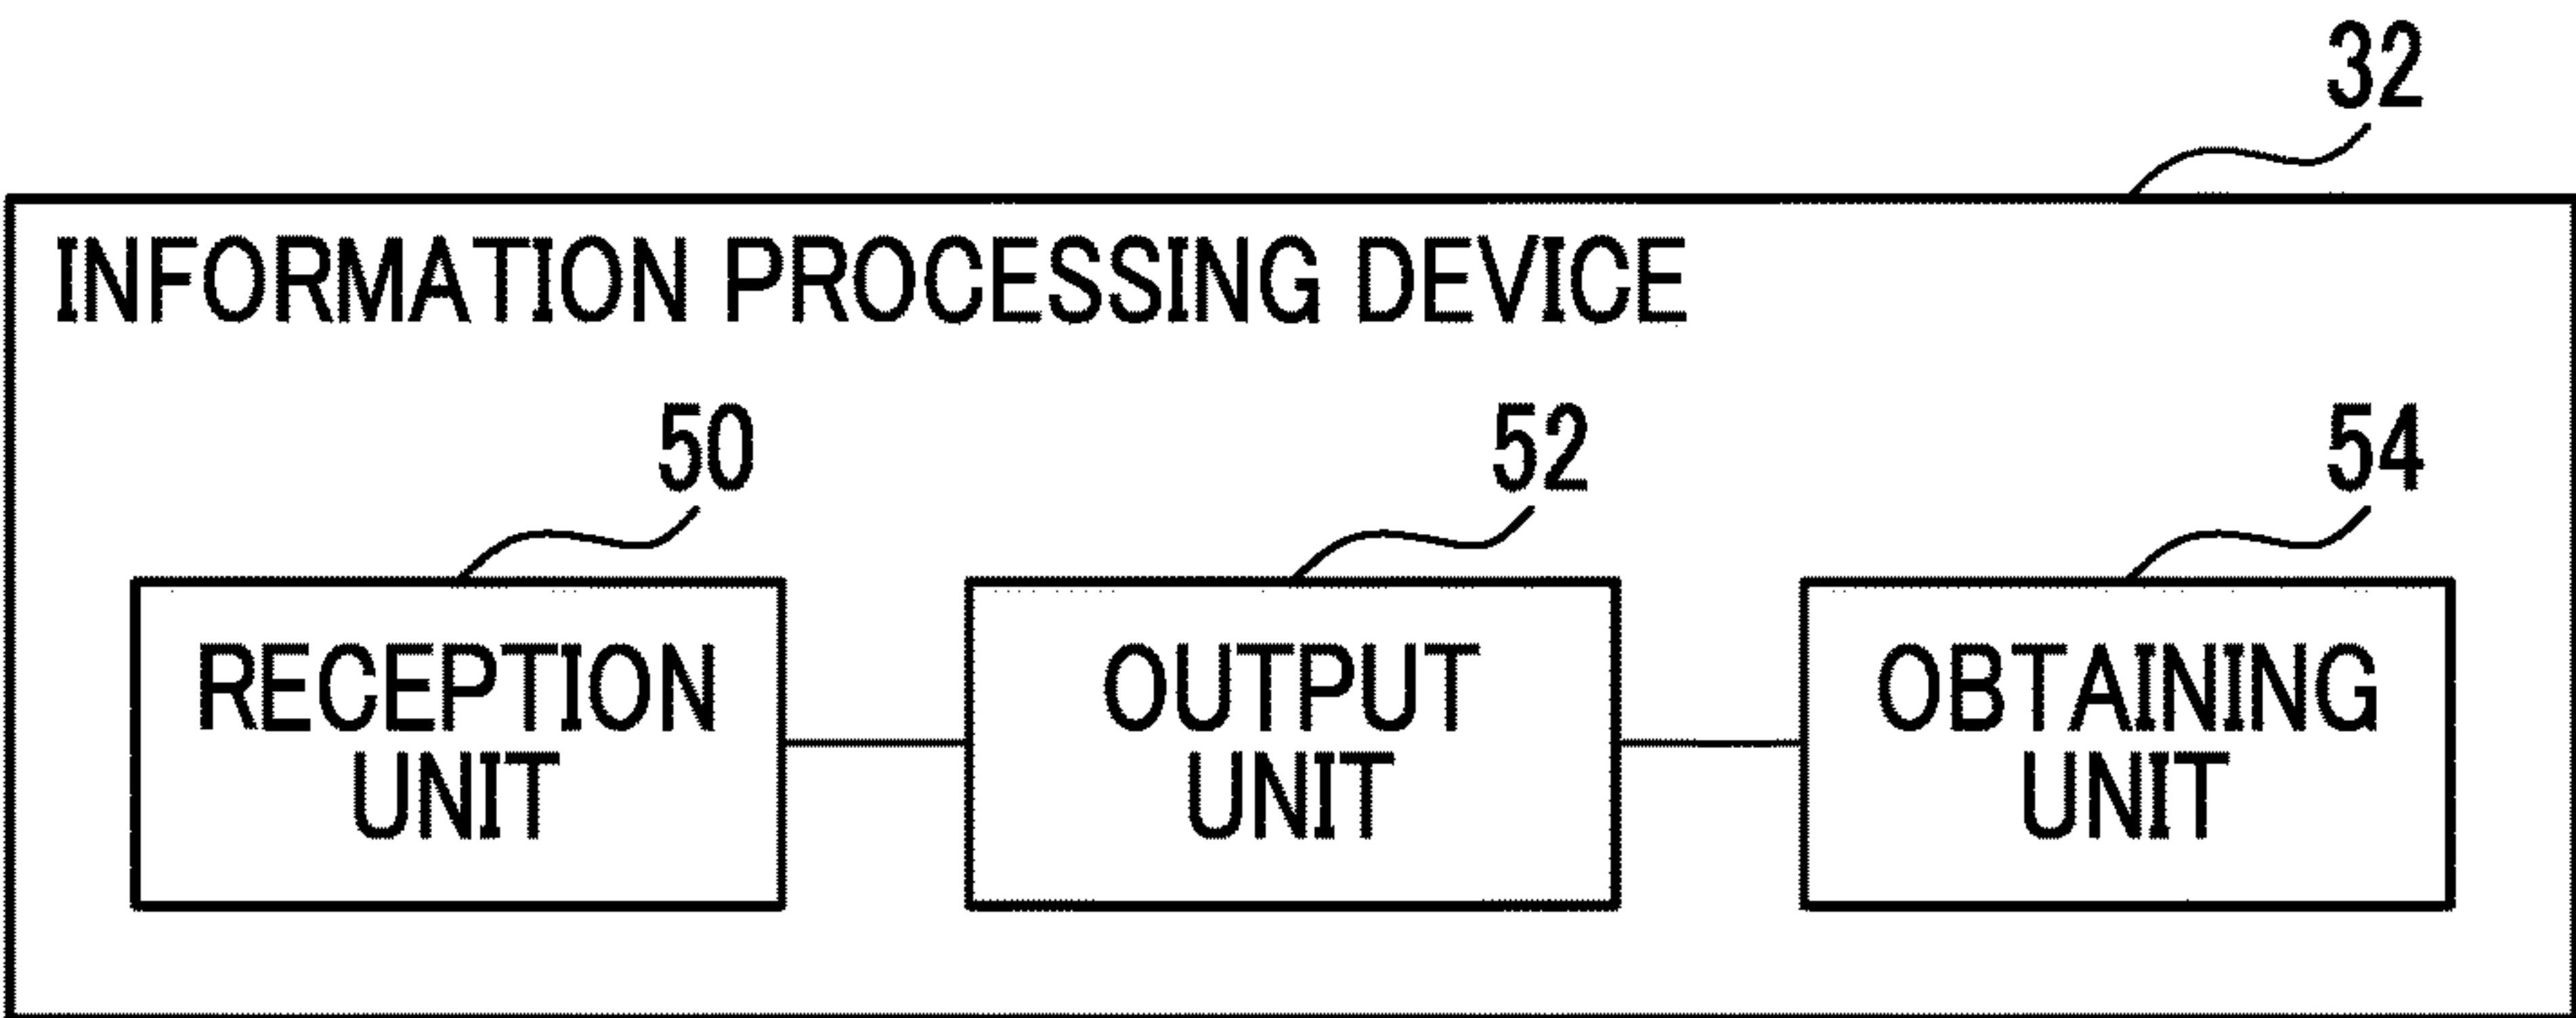 32
INFORMATION PROCESSING DEVICE
50
52
54
RECEPTION
UNIT
OUTPUT
UNIT
OBTAINING
UNIT